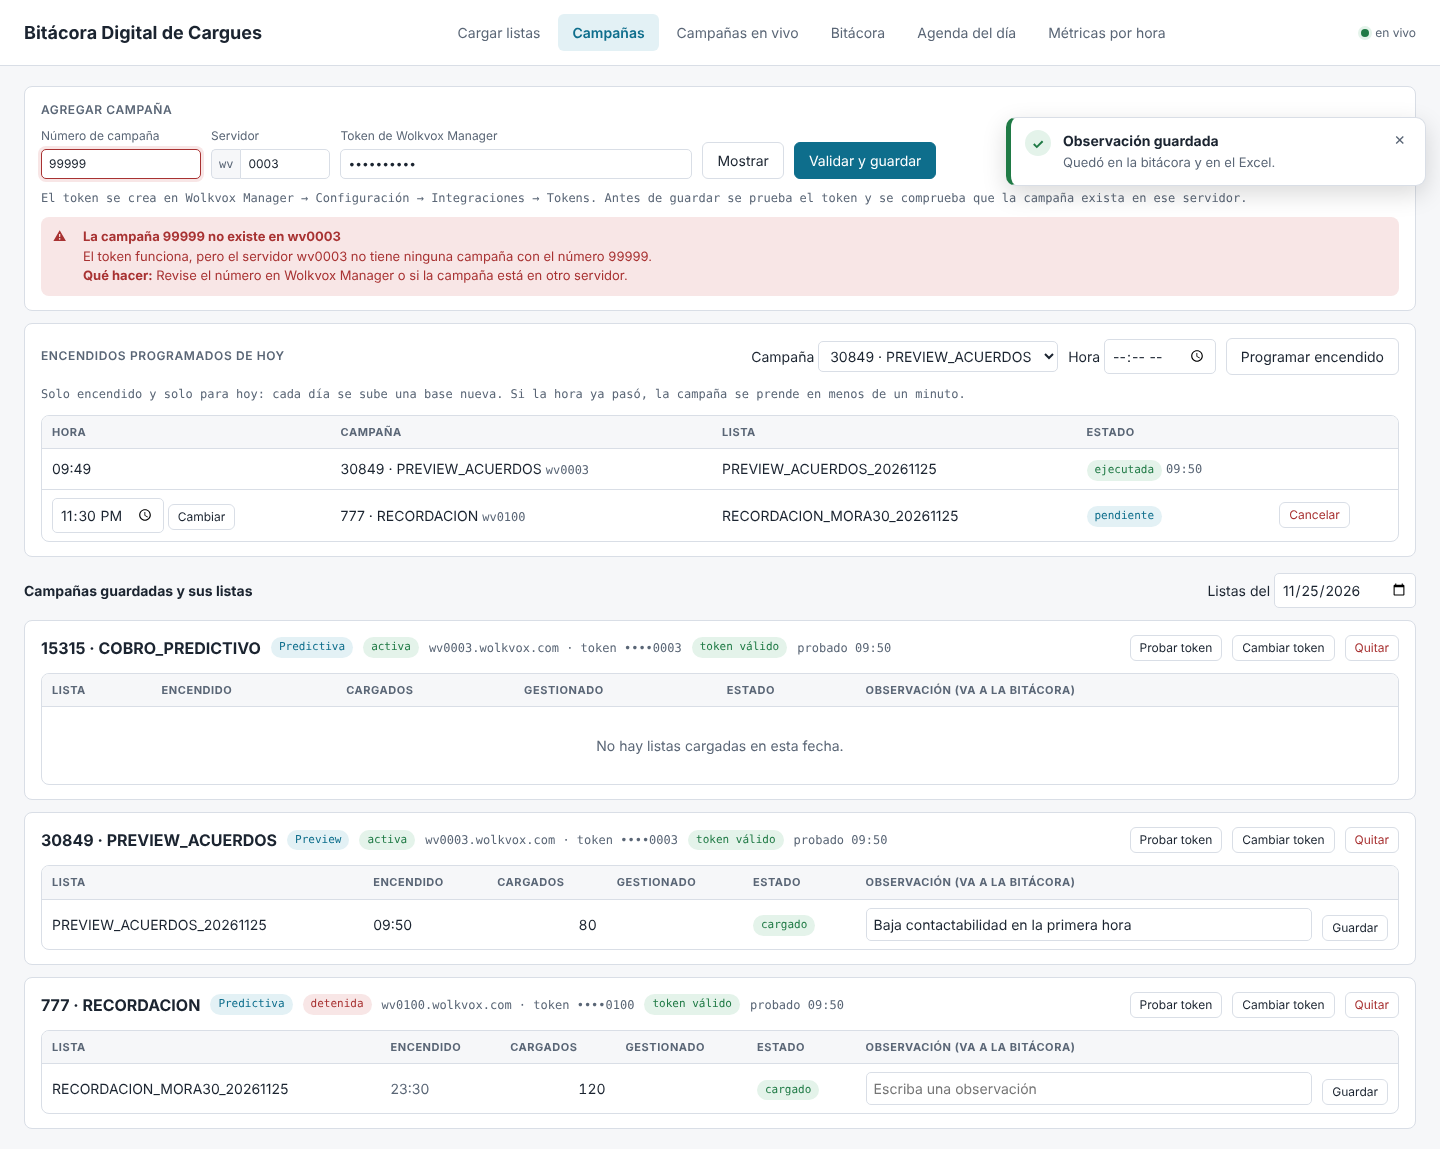 Bitácora Digital de Cargues
Cargar listas
Campañas
Campañas en vivo
Bitácora
Agenda del día
Métricas por hora
en vivo
AGREGAR CAMPAÑA
Número de campaña
Servidor
Token de Wolkvox Manager
99999
wv
0003
••••••••••
Mostrar
Validar y guardar
Observación guardada
Quedó en la bitácora y en el Excel.
El token se crea en Wolkvox Manager → Configuración → Integraciones → Tokens. Antes de guardar se prueba el token y se comprueba que la campaña exista en ese servidor.
La campaña 99999 no existe en wv0003
El token funciona, pero el servidor wv0003 no tiene ninguna campaña con el número 99999.
Qué hacer: Revise el número en Wolkvox Manager o si la campaña está en otro servidor.
ENCENDIDOS PROGRAMADOS DE HOY
Campaña
30849 · PREVIEW_ACUERDOS
Hora
--:-- --
Programar encendido
Solo encendido y solo para hoy: cada día se sube una base nueva. Si la hora ya pasó, la campaña se prende en menos de un minuto.
HORA CAMPAÑA LISTA ESTADO
09:49 30849 · PREVIEW_ACUERDOS wv0003 PREVIEW_ACUERDOS_20261125 ejecutada 09:50
11:30 PM Cambiar 777 · RECORDACION wv0100 RECORDACION_MORA30_20261125 pendiente Cancelar
Campañas guardadas y sus listas
Listas del 11/25/2026
15315 · COBRO_PREDICTIVO Predictiva activa wv0003.wolkvox.com · token ••••0003 token válido probado 09:50 Probar token Cambiar token Quitar
LISTA ENCENDIDO CARGADOS GESTIONADO ESTADO OBSERVACIÓN (VA A LA BITÁCORA)
No hay listas cargadas en esta fecha.
30849 · PREVIEW_ACUERDOS Preview activa wv0003.wolkvox.com · token ••••0003 token válido probado 09:50 Probar token Cambiar token Quitar
LISTA ENCENDIDO CARGADOS GESTIONADO ESTADO OBSERVACIÓN (VA A LA BITÁCORA)
PREVIEW_ACUERDOS_20261125 09:50 80 cargado Baja contactabilidad en la primera hora Guardar
777 · RECORDACION Predictiva detenida wv0100.wolkvox.com · token ••••0100 token válido probado 09:50 Probar token Cambiar token Quitar
LISTA ENCENDIDO CARGADOS GESTIONADO ESTADO OBSERVACIÓN (VA A LA BITÁCORA)
RECORDACION_MORA30_20261125 23:30 120 cargado Escriba una observación Guardar